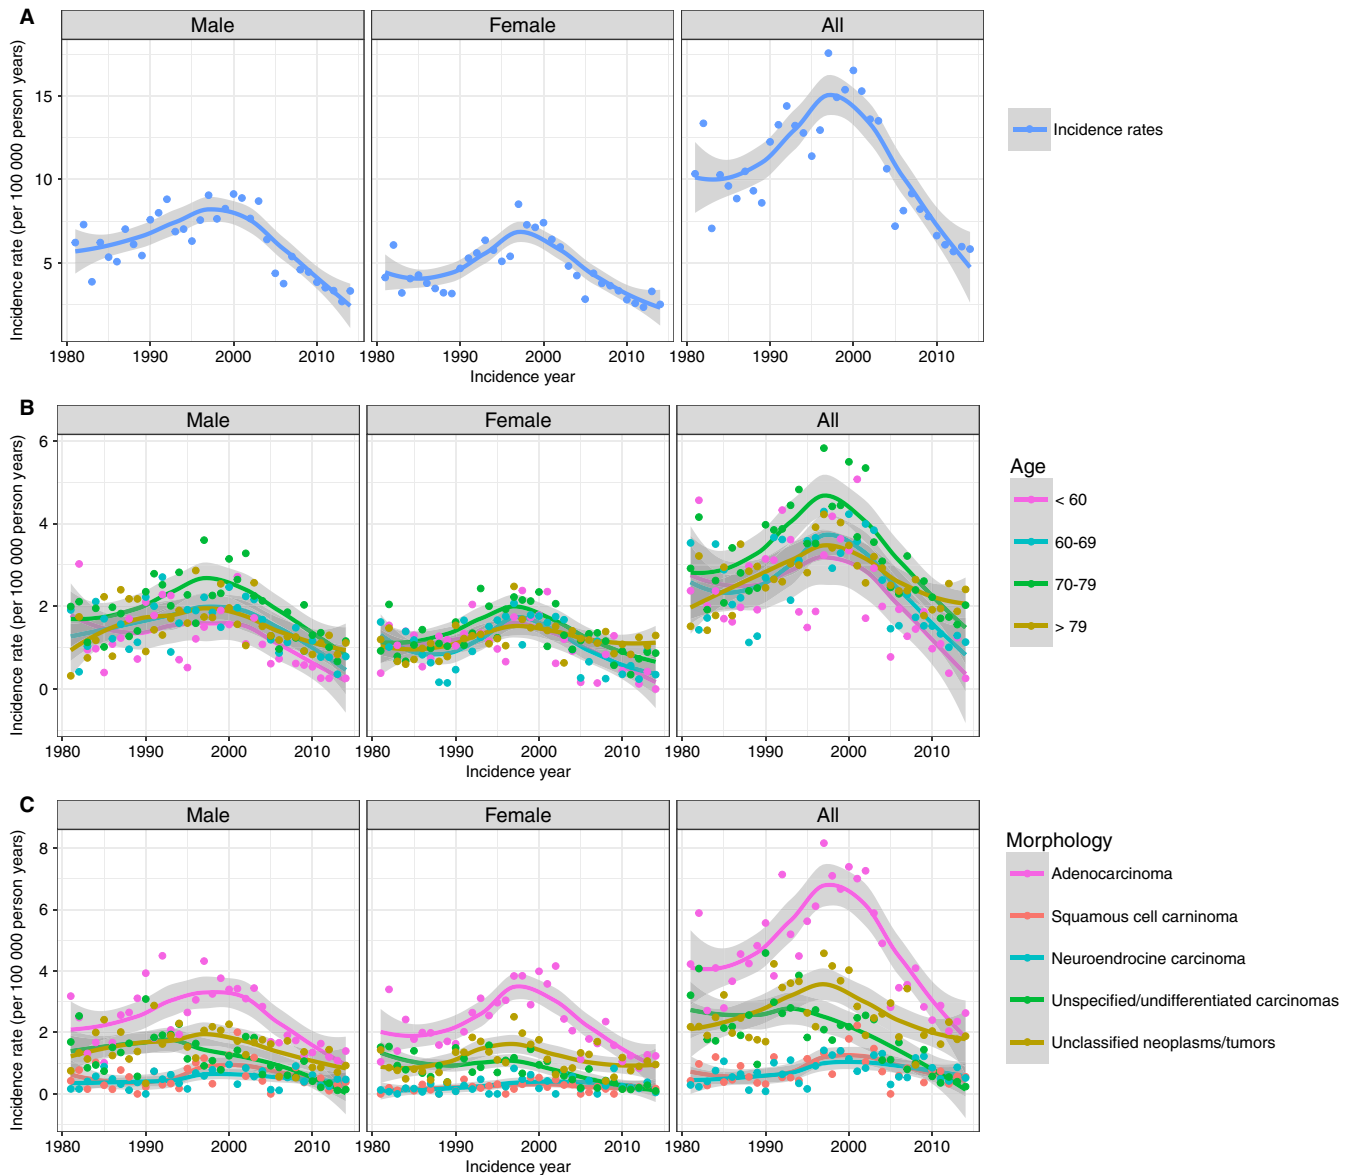 A
Male
Female
All
Incidence rate (per 100 000 person years)
15
10
5
1980 1990 2000 2010
1980 1990 2000 2010
1980 1990 2000 2010
Incidence year
Incidence rates
B
Male
Female
All
Incidence rate (per 100 000 person years)
6
4
2
0
1980 1990 2000 2010
1980 1990 2000 2010
1980 1990 2000 2010
Incidence year
Age
< 60
60-69
70-79
> 79
C
Male
Female
All
Incidence rate (per 100 000 person years)
8
6
4
2
0
1980 1990 2000 2010
1980 1990 2000 2010
1980 1990 2000 2010
Incidence year
Morphology
Adenocarcinoma
Squamous cell carninoma
Neuroendocrine carcinoma
Unspecified/undifferentiated carcinomas
Unclassified neoplasms/tumors